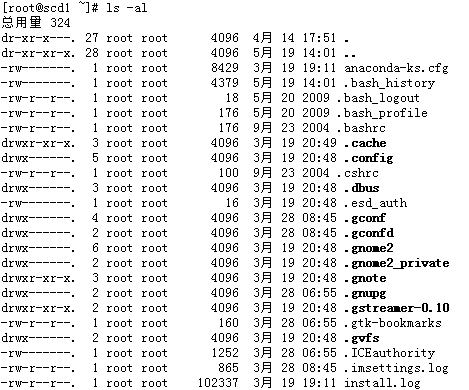 [root@scd1 ~]# ls -al
总用量 324
dr-xr-x---. 27 root root 4096 4月 14 17:51 .
dr-xr-xr-x. 28 root root 4096 5月 19 14:01 ..
-rw-------. 1 root root 8429 3月 19 19:11 anaconda-ks.cfg
-rw-------. 1 root root 4379 5月 19 14:01 .bash_history
-rw-r--r--. 1 root root 18 5月 20 2009 .bash_logout
-rw-r--r--. 1 root root 176 5月 20 2009 .bash_profile
-rw-r--r--. 1 root root 176 9月 23 2004 .bashrc
drwxr-xr-x. 3 root root 4096 3月 19 20:49 .cache
drwx------. 5 root root 4096 3月 19 20:48 .config
-rw-r--r--. 1 root root 100 9月 23 2004 .cshrc
drwx------. 3 root root 4096 3月 19 20:48 .dbus
-rw-------. 1 root root 16 3月 19 20:48 .esd_auth
drwx------. 4 root root 4096 3月 28 08:45 .gconf
drwx------. 2 root root 4096 3月 28 08:45 .gconfd
drwx------. 6 root root 4096 3月 19 20:48 .gnome2
drwx------. 2 root root 4096 3月 19 20:48 .gnome2_private
drwxr-xr-x. 3 root root 4096 3月 19 20:48 .gnote
drwx------. 2 root root 4096 3月 28 06:55 .gnupg
drwxr-xr-x. 2 root root 4096 3月 19 20:48 .gstreamer-0.10
-rw-r--r--. 1 root root 160 3月 28 06:55 .gtk-bookmarks
drwx------. 2 root root 4096 3月 19 20:48 .gvfs
-rw-------. 1 root root 1252 3月 28 06:55 .ICEauthority
-rw-r--r--. 1 root root 865 3月 28 08:45 .imsettings.log
-rw-r--r--. 1 root root 102337 3月 19 19:11 install.log